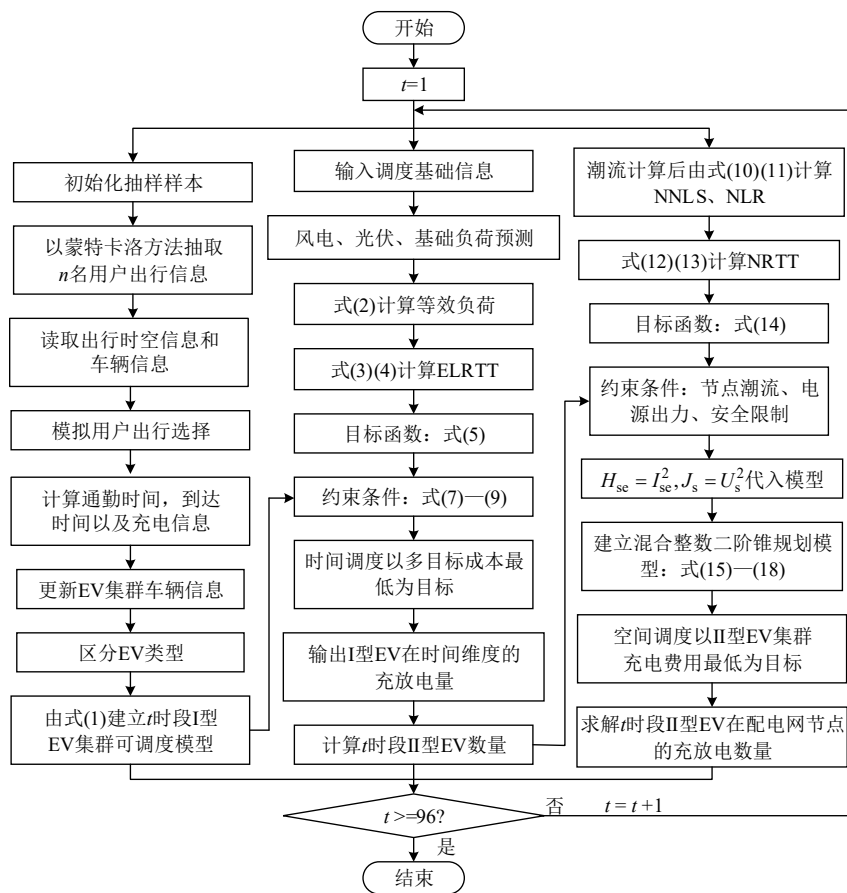 开始
t=1
初始化抽样样本
以蒙特卡洛方法抽取
n名用户出行信息
读取出行时空信息和
车辆信息
模拟用户出行选择
计算通勤时间，到达
时间以及充电信息
更新EV集群车辆信息
区分EV类型
由式(1)建立t时段I型
EV集群可调度模型
输入调度基础信息
风电、光伏、基础负荷预测
式(2)计算等效负荷
式(3)(4)计算ELRTT
目标函数：式(5)
约束条件：式(7)—(9)
时间调度以多目标成本最
低为目标
输出I型EV在时间维度的
充放电量
计算t时段II型EV数量
潮流计算后由式(10)(11)计算
NNLS、NLR
式(12)(13)计算NRTT
目标函数：式(14)
约束条件：节点潮流、电
源出力、安全限制
H_se = I_se^2, J_s = U_s^2代入模型
建立混合整数二阶锥规划模
型：式(15)—(18)
空间调度以II型EV集群
充电费用最低为目标
求解t时段II型EV在配电网节点
的充放电数量
t >=96?
否
t = t +1
是
结束